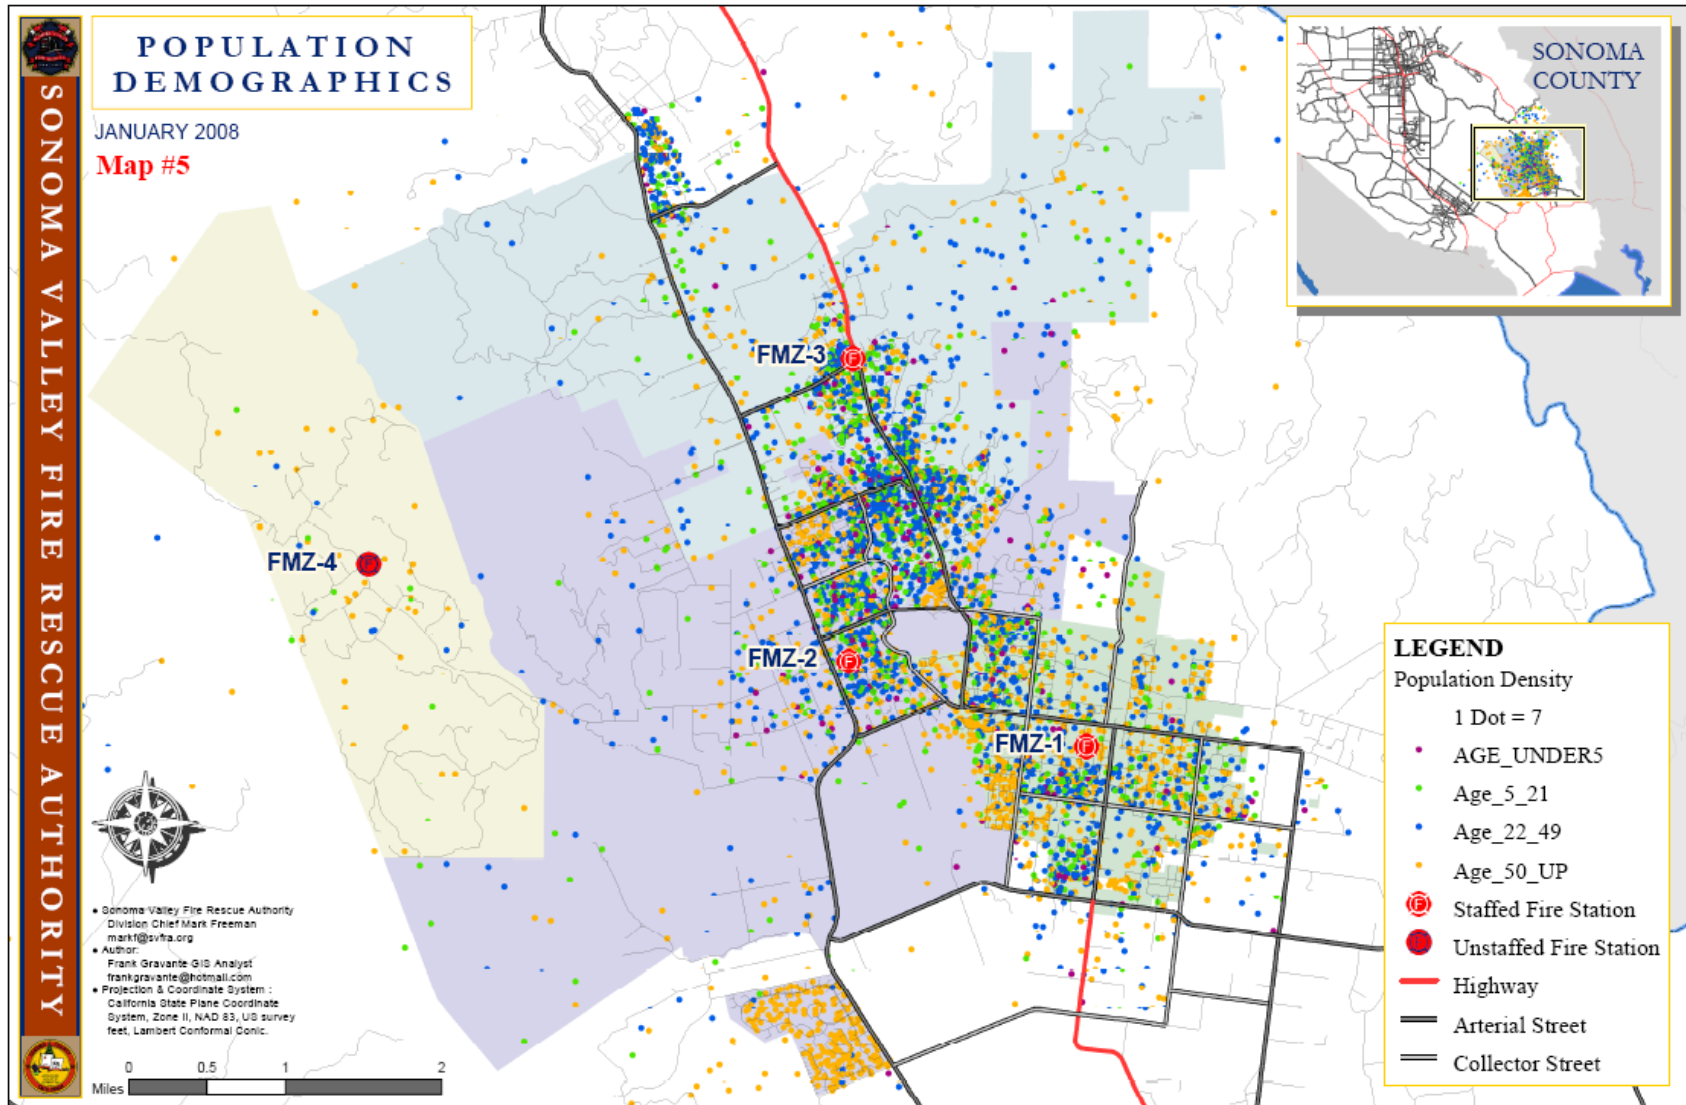 SONOMA VALLEY FIRE RESCUE AUTHORITY
POPULATION
DEMOGRAPHICS
JANUARY 2008
Map #5
SONOMA
COUNTY
FMZ-3
FMZ-4
FMZ-2
FMZ-1
LEGEND
Population Density
1 Dot = 7
AGE_UNDER5
Age_5_21
Age_22_49
Age_50_UP
Staffed Fire Station
Unstaffed Fire Station
Highway
Arterial Street
Collector Street
• Sonoma Valley Fire Rescue Authority
Division Chief Mark Freeman
markf@svfra.org
• Author:
Frank Gravante GIS Analyst
frankgravante@hotmail.com
• Projection & Coordinate System :
California State Plane Coordinate
System, Zone II, NAD 83, US survey
feet, Lambert Conformal Conic.
0 0.5 1 2
Miles